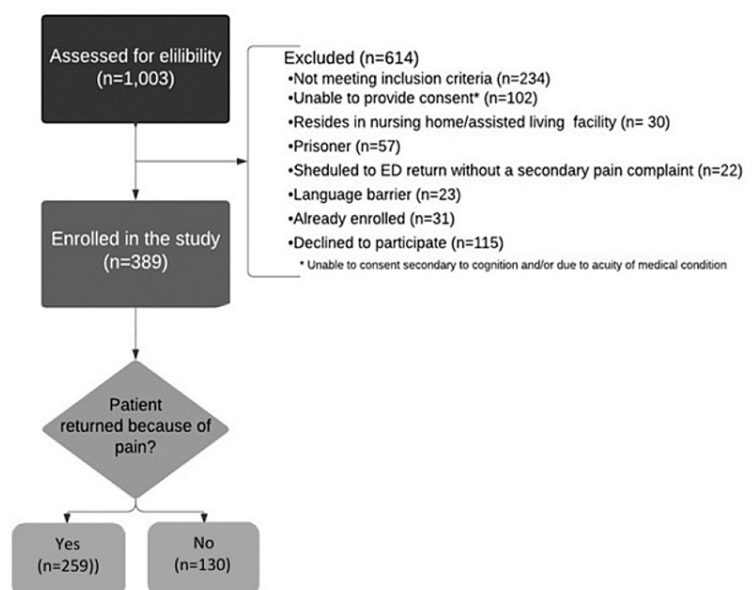 Assessed for elilibility
(n=1,003)
Excluded (n=614)
•Not meeting inclusion criteria (n=234)
•Unable to provide consent* (n=102)
•Resides in nursing home/assisted living facility (n= 30)
•Prisoner (n=57)
•Sheduled to ED return without a secondary pain complaint (n=22)
•Language barrier (n=23)
•Already enrolled (n=31)
•Declined to participate (n=115)
* Unable to consent secondary to cognition and/or due to acuity of medical condition
Enrolled in the study
(n=389)
Patient
returned because of
pain?
Yes
(n=259))
No
(n=130)